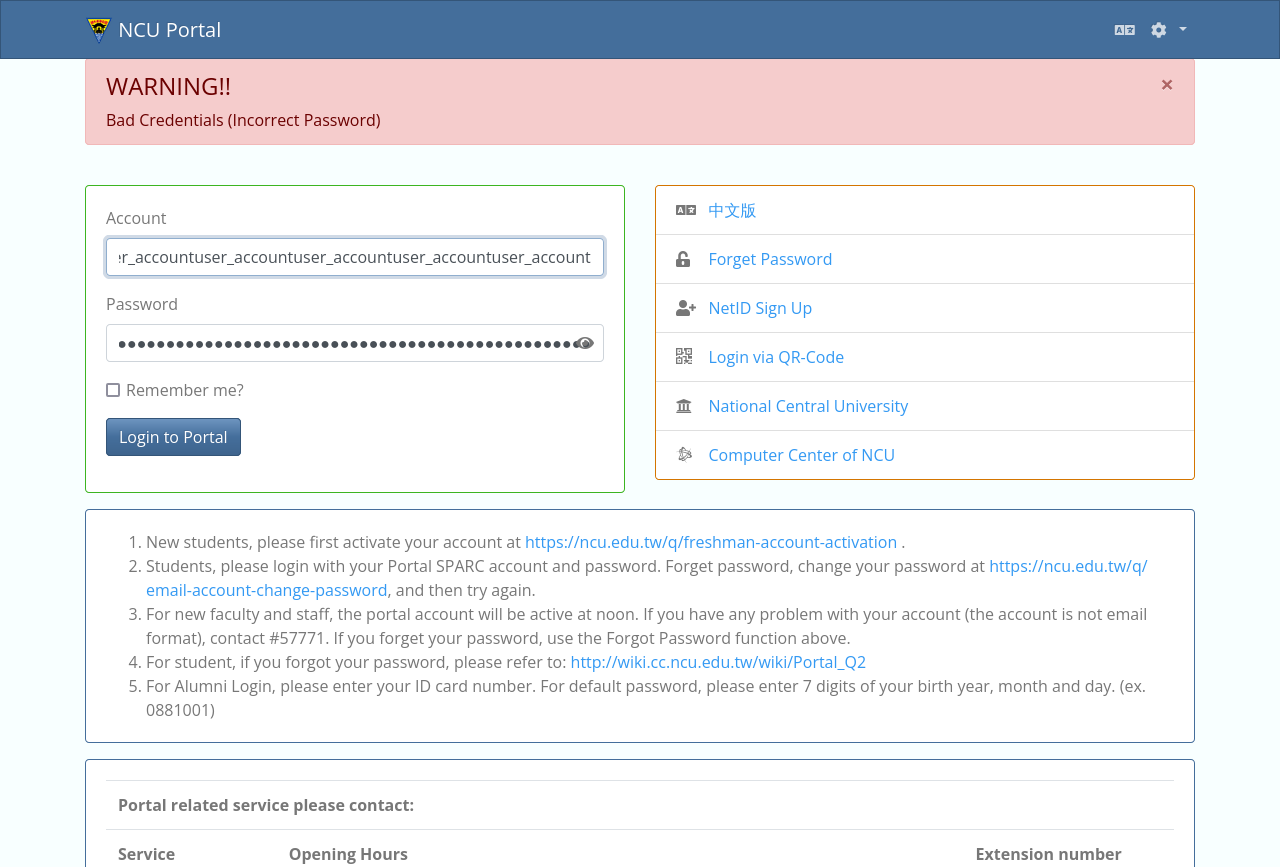 NCU Portal
WARNING!!
×
Bad Credentials (Incorrect Password)
Account
er_accountuser_accountuser_accountuser_accountuser_account
Password
Remember me?
Login to Portal
中文版
Forget Password
NetID Sign Up
Login via QR-Code
National Central University
Computer Center of NCU
1. New students, please first activate your account at https://ncu.edu.tw/q/freshman-account-activation .
2. Students, please login with your Portal SPARC account and password. Forget password, change your password at https://ncu.edu.tw/q/
email-account-change-password, and then try again.
3. For new faculty and staff, the portal account will be active at noon. If you have any problem with your account (the account is not email
format), contact #57771. If you forget your password, use the Forgot Password function above.
4. For student, if you forgot your password, please refer to: http://wiki.cc.ncu.edu.tw/wiki/Portal_Q2
5. For Alumni Login, please enter your ID card number. For default password, please enter 7 digits of your birth year, month and day. (ex.
0881001)
Portal related service please contact:
Service Opening Hours Extension number